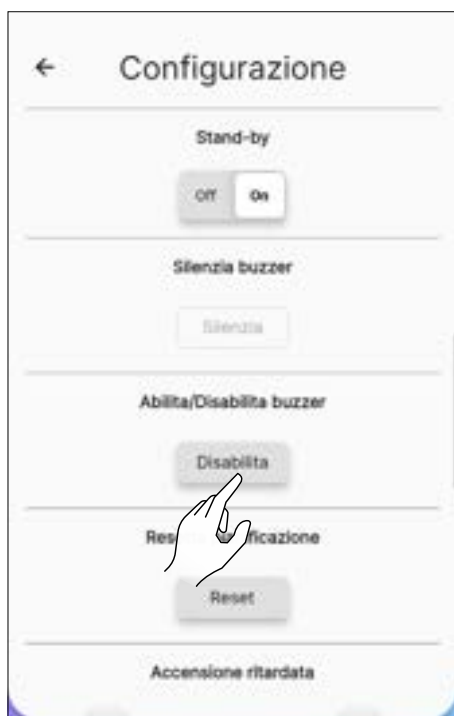 Configurazione
Stand-by
Off On
Silenzia buzzer
Silenzia
Abilita/Disabilita buzzer
Disabilita
Reset
Accensione ritardata